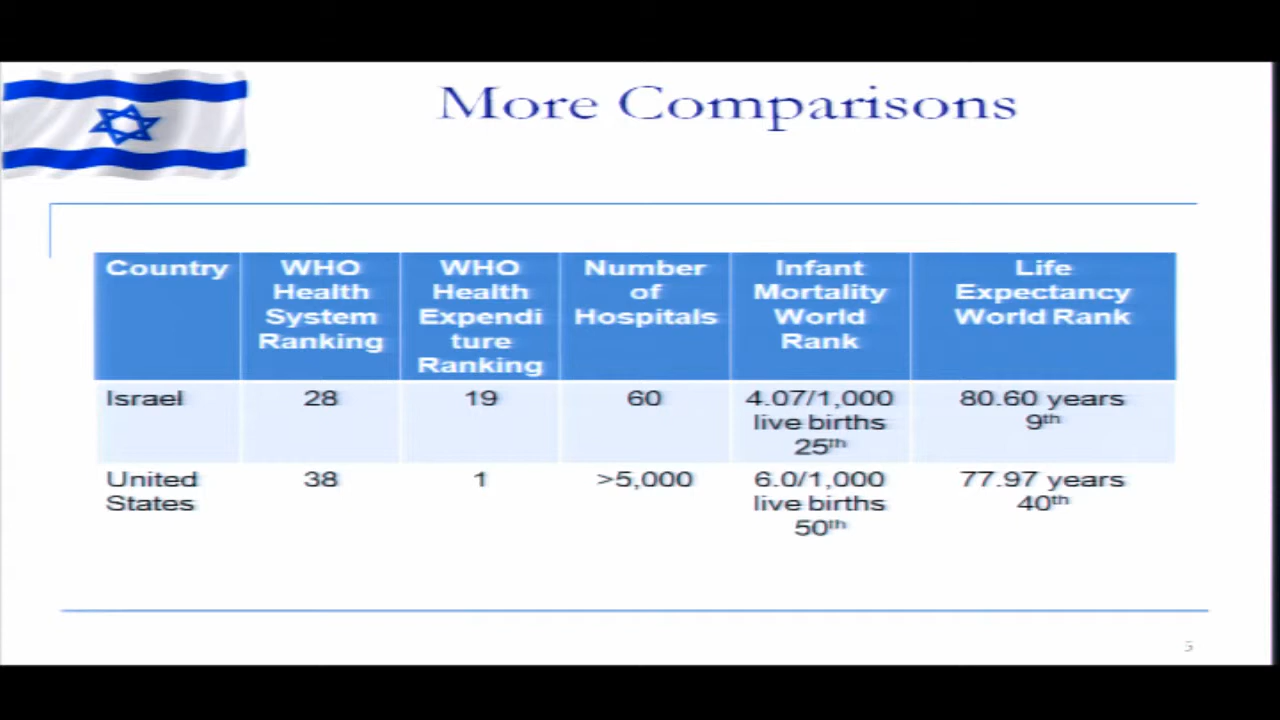 More Comparisons
Country
WHO
Health
System
Ranking
WHO
Health
Expendi
ture
Ranking
Number
of
Hospitals
Infant
Mortality
World
Rank
Life
Expectancy
World Rank
Israel
28
19
60
4.07/1,000
live births
25th
80.60 years
9th
United
States
38
1
>5,000
6.0/1,000
live births
50th
77.97 years
40th
5